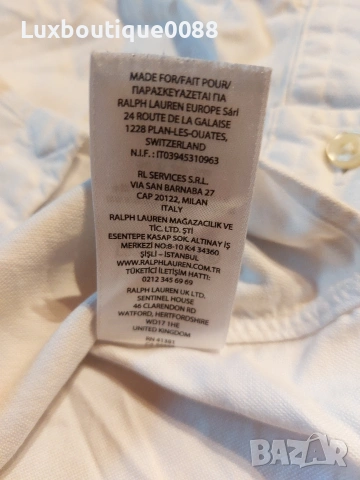 Luxboutique0088
MADE FOR/FAIT POUR/
ΠΑΡΑΣΚΕΥΑΖΕΤΑΙ ΓΙΑ
RALPH LAUREN EUROPE Sàrl
24 ROUTE DE LA GALAISE
1228 PLAN-LES-OUATES,
SWITZERLAND
N.I.F.: IT03945310963
RL SERVICES S.R.L.
VIA SAN BARNABA 27
CAP 20122, MILAN
ITALY
RALPH LAUREN MAĞAZACILIK VE
TİC. LTD. ŞTİ
ESENTEPE KASAP SOK. ALTINAY İŞ
MERKEZİ NO:8-10 K:4 34360
ŞİŞLİ – İSTANBUL
WWW.RALPHLAUREN.COM.TR
TÜKETİCİ İLETİŞİM HATTI:
0212 345 69 69
RALPH LAUREN UK LTD.
SENTINEL HOUSE
46 CLARENDON RD
WATFORD, HERTFORDSHIRE
WD17 1HE
UNITED KINGDOM
RN 41381
BAZAR